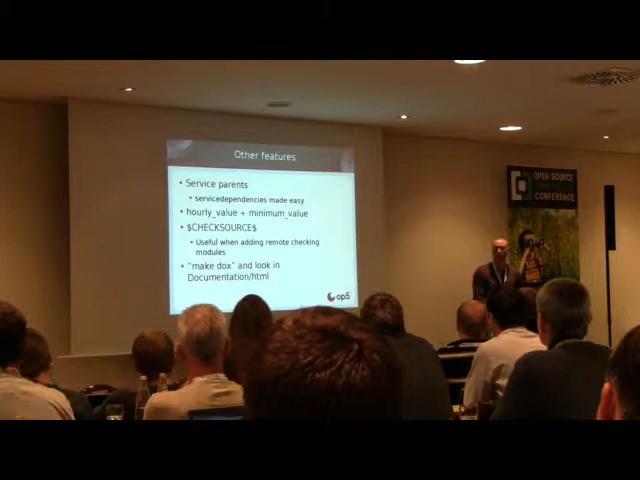 Other features
• Service parents
• servicedependencies made easy
• hourly_value + minimum_value
• $CHECKSOURCE$
• Useful when adding remote checking
modules
• "make dox" and look in
Documentation/html
op5
OPEN SOURCE
CONFERENCE